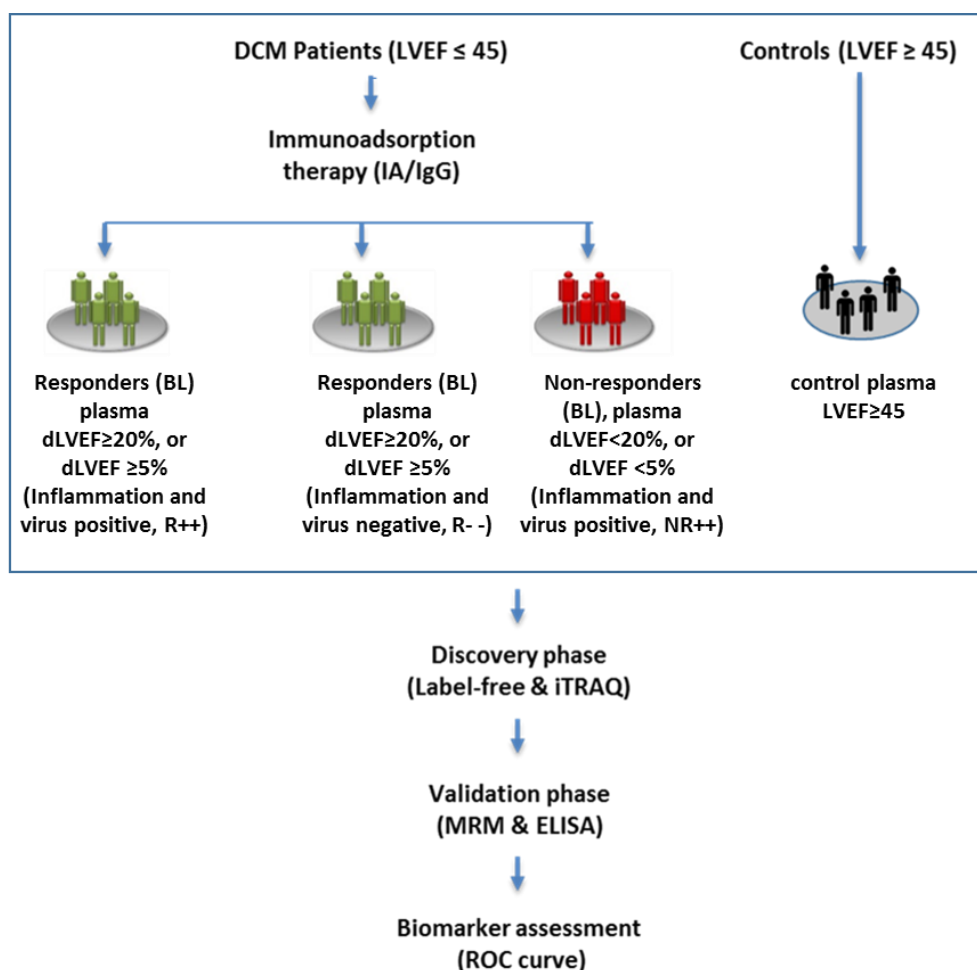 DCM Patients (LVEF ≤ 45)
Controls (LVEF ≥ 45)
Immunoadsorption
therapy (IA/IgG)
Responders (BL)
plasma
dLVEF≥20%, or
dLVEF ≥5%
(Inflammation and
virus positive, R++)
Responders (BL)
plasma
dLVEF≥20%, or
dLVEF ≥5%
(Inflammation and
virus negative, R- -)
Non-responders
(BL), plasma
dLVEF<20%, or
dLVEF <5%
(Inflammation and
virus positive, NR++)
control plasma
LVEF≥45
Discovery phase
(Label-free & iTRAQ)
Validation phase
(MRM & ELISA)
Biomarker assessment
(ROC curve)